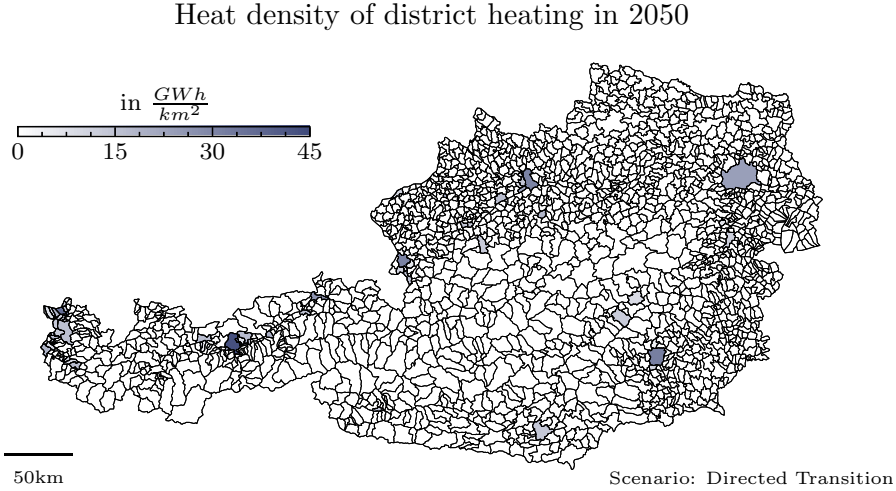 Heat density of district heating in 2050
in GWh/km²
0 15 30 45
50km
Scenario: Directed Transition